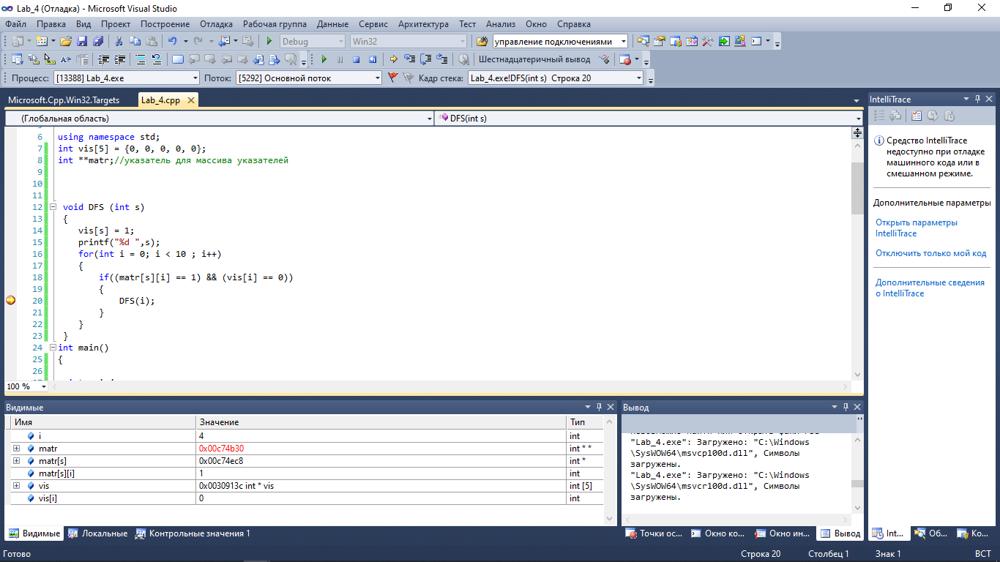 Lab_4 (Отладка) - Microsoft Visual Studio
Файл Правка Вид Проект Построение Отладка Рабочая группа Данные Сервис Архитектура Тест Анализ Окно Справка
Debug Win32 управление подключениями
Шестнадцатеричный вывод
Процесс: [13388] Lab_4.exe Поток: [5292] Основной поток Кадр стека: Lab_4.exe!DFS(int s) Строка 20
Microsoft.Cpp.Win32.Targets Lab_4.cpp
(Глобальная область) DFS(int s)
6 using namespace std;
7 int vis[5] = {0, 0, 0, 0, 0};
8 int **matr;//указатель для массива указателей
9
10
11
12 void DFS (int s)
13 {
14 vis[s] = 1;
15 printf("%d ",s);
16 for(int i = 0; i < 10 ; i++)
17 {
18 if((matr[s][i] == 1) && (vis[i] == 0))
19 {
20 DFS(i);
21 }
22 }
23 }
24 int main()
25 {
26
100 %
IntelliTrace
Средство IntelliTrace
недоступно при отладке
машинного кода или в
смешанном режиме.
Дополнительные параметры
Открыть параметры
IntelliTrace
Отключить только мой код
Дополнительные сведения
о IntelliTrace
Видимые
Имя Значение Тип
i 4 int
matr 0x00c74b30 int * *
matr[s] 0x00c74ec8 int *
matr[s][i] 1 int
vis 0x0030913c int * vis int [5]
vis[i] 0 int
Видимые Локальные Контрольные значения 1
Вывод
"Lab_4.exe": Загружено: "C:\Windows
\SysWOW64\msvcp100d.dll", Символы
загружены.
"Lab_4.exe": Загружено: "C:\Windows
\SysWOW64\msvcr100d.dll", Символы
загружены.
Точки ос... Окно ко... Окно ин... Вывод
Int... Об... Ко...
Готово Строка 20 Столбец 1 Знак 1 ВСТ